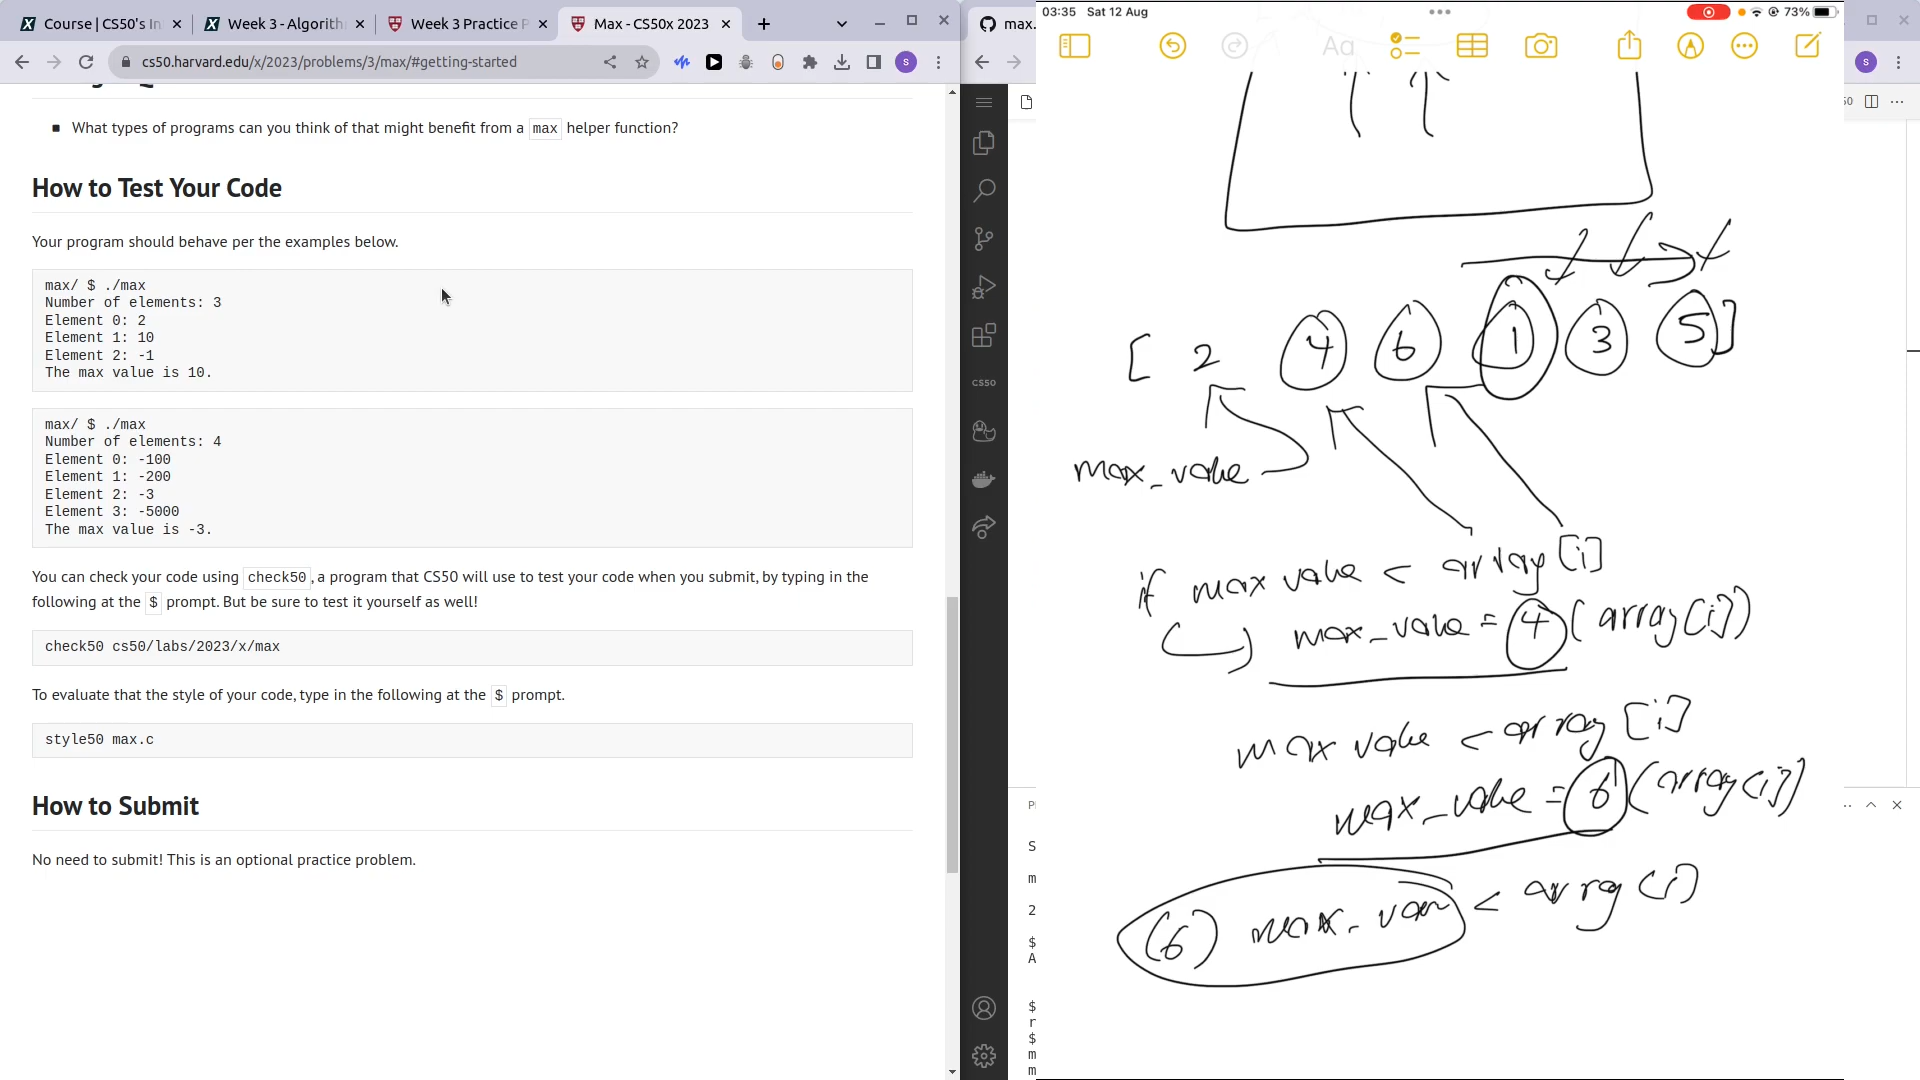 Course | CS50's In
Week 3 - Algorithm
Week 3 Practice P
Max - CS50x 2023
cs50.harvard.edu/x/2023/problems/3/max/#getting-started
S
What types of programs can you think of that might benefit from a max helper function?
How to Test Your Code
Your program should behave per the examples below.
max/ $ ./max
Number of elements: 3
Element 0: 2
Element 1: 10
Element 2: -1
The max value is 10.
max/ $ ./max
Number of elements: 4
Element 0: -100
Element 1: -200
Element 2: -3
Element 3: -5000
The max value is -3.
You can check your code using check50, a program that CS50 will use to test your code when you submit, by typing in the
following at the $ prompt. But be sure to test it yourself as well!
check50 cs50/labs/2023/x/max
To evaluate that the style of your code, type in the following at the $ prompt.
style50 max.c
How to Submit
No need to submit! This is an optional practice problem.
max.
CS50
03:35 Sat 12 Aug
73%
Aa
S
50
[ 2 4 6 1 3 5 ]
max_value
if max value < array [i]
max_value = 4 (array[i])
max value < array [i]
max_value = 6 (array[i])
(6) max_van < array [i]
S
m
2
$
A
$
r
$
m
m